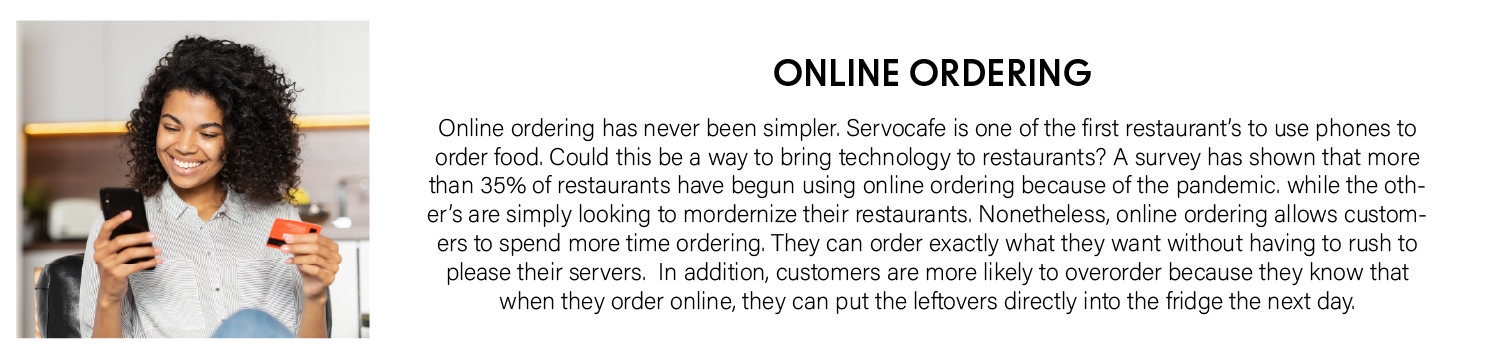 ONLINE ORDERING
Online ordering has never been simpler. Servocafe is one of the first restaurant's to use phones to
order food. Could this be a way to bring technology to restaurants? A survey has shown that more
than 35% of restaurants have begun using online ordering because of the pandemic. while the oth-
er's are simply looking to mordernize their restaurants. Nonetheless, online ordering allows custom-
ers to spend more time ordering. They can order exactly what they want without having to rush to
please their servers.  In addition, customers are more likely to overorder because they know that
when they order online, they can put the leftovers directly into the fridge the next day.